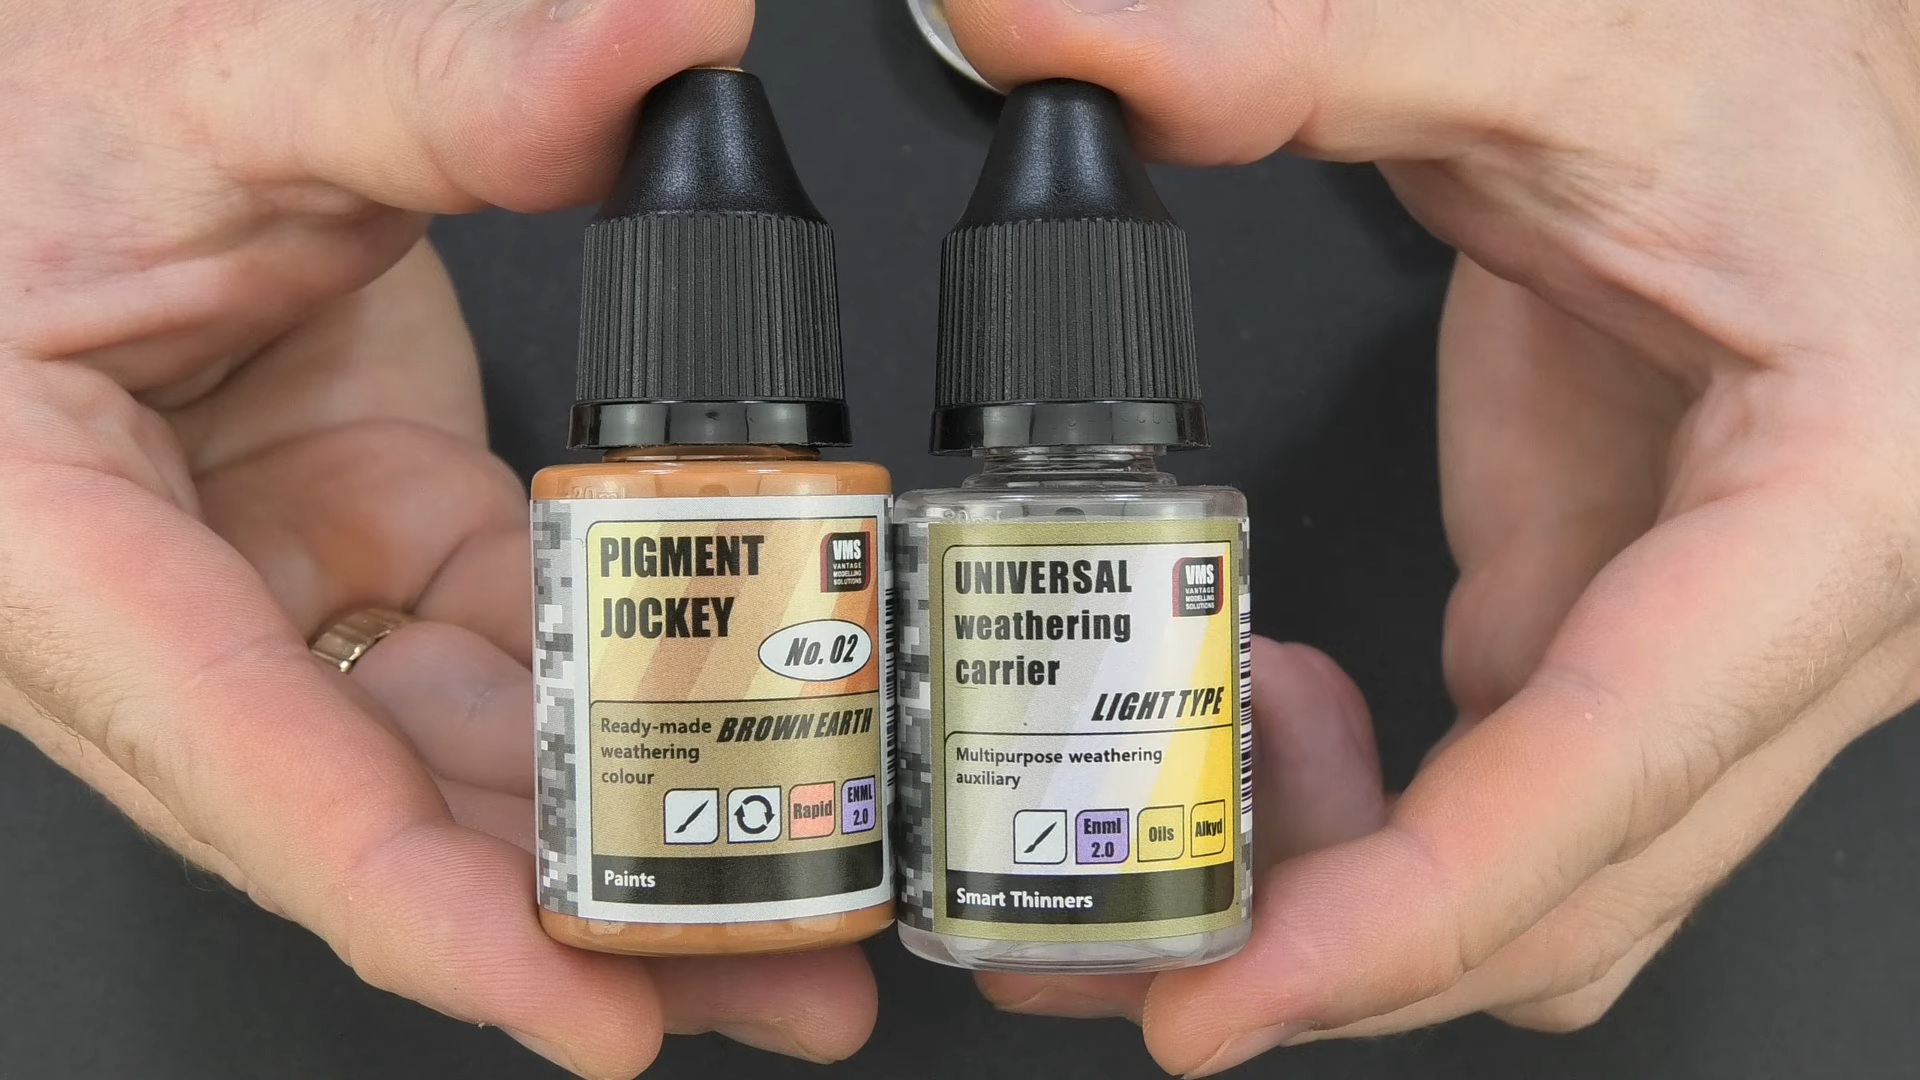 PIGMENT
JOCKEY
VMS
VANTAGE
MODELLING
SOLUTIONS
No. 02
Ready-made
weathering
colour
BROWN EARTH
Rapid
ENML
2.0
Paints
UNIVERSAL
weathering
carrier
VMS
VANTAGE
MODELLING
SOLUTIONS
LIGHT TYPE
Multipurpose weathering
auxiliary
Enml
2.0
Oils
Alkyd
Smart Thinners